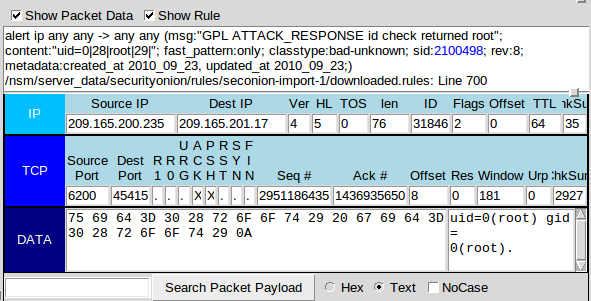 Show Packet Data Show Rule
alert ip any any -> any any (msg:"GPL ATTACK_RESPONSE id check returned root";
content:"uid=0|28|root|29|"; fast_pattern:only; classtype:bad-unknown; sid:2100498; rev:8;
metadata:created_at 2010_09_23, updated_at 2010_09_23;)
/nsm/server_data/securityonion/rules/seconion-import-1/downloaded.rules: Line 700
IP
Source IP Dest IP Ver HL TOS len ID Flags Offset TTL hkSum
209.165.200.235 209.165.201.17 4 5 0 76 31846 2 0 64 35
TCP
U A P R S F
R R R C S S Y I
Source Dest R R G K H T N N
Port Port 1 0 Seq # Ack # Offset Res Window Urp ChkSum
6200 45415 . . . X X . . . 2951186435 1436935650 8 0 181 0 2927
DATA
75 69 64 3D 30 28 72 6F 6F 74 29 20 67 69 64 3D
30 28 72 6F 6F 74 29 0A
uid=0(root) gid
=
0(root).
Search Packet Payload Hex Text NoCase